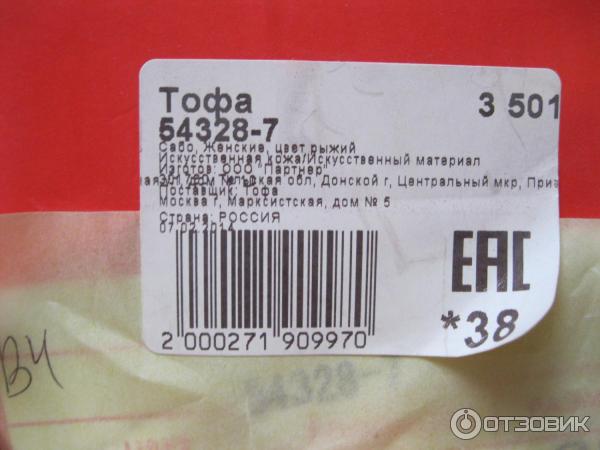 Тофа 3 501
54328-7
Сабо, Женские, цвет рыжий
Искусственная кожа/Искусственный материал
Изготов: ООО "Партнер"
обл, Донской г, Центральный мкр,
Поставщик: Тофа
Москва г, Марксистская, дом № 5
Страна: РОССИЯ
07.02.2014
EAC
2 000271 909970
*38
ВЧ
54328-7
ОТЗОВИК